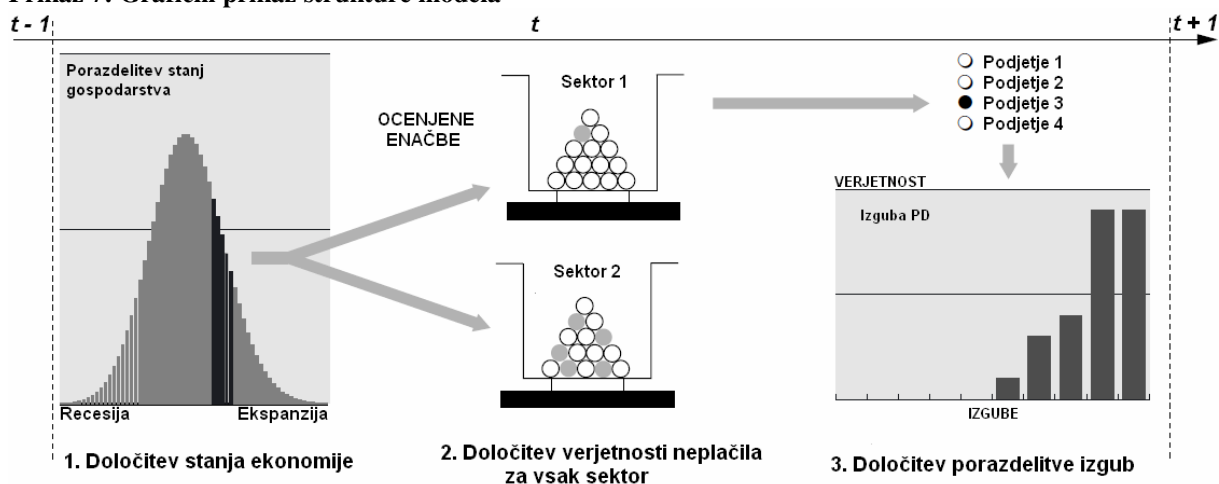 Prikaz 7: Grafični prikaz strukture modela
t - 1
t
t + 1
Porazdelitev stanj
gospodarstva
Recesija
Ekspanzija
1. Določitev stanja ekonomije
OCENJENE
ENAČBE
Sektor 1
Sektor 2
2. Določitev verjetnosti neplačila
za vsak sektor
Podjetje 1
Podjetje 2
Podjetje 3
Podjetje 4
VERJETNOST
Izguba PD
IZGUBE
3. Določitev porazdelitve izgub